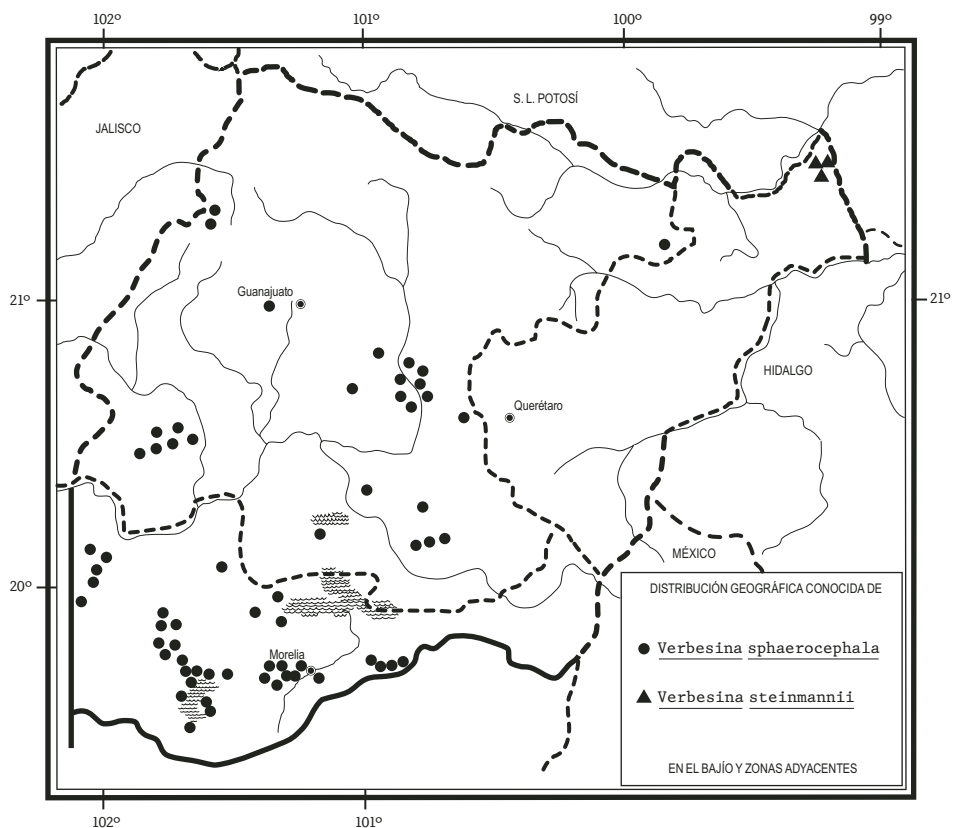 102º 101º 100º 99º
S. L. POTOSÍ
JALISCO
Guanajuato
21º 21º
HIDALGO
Querétaro
MÉXICO
20º
DISTRIBUCIÓN GEOGRÁFICA CONOCIDA DE
Verbesina sphaerocephala
Morelia
Verbesina steinmannii
EN EL BAJÍO Y ZONAS ADYACENTES
102º 101º